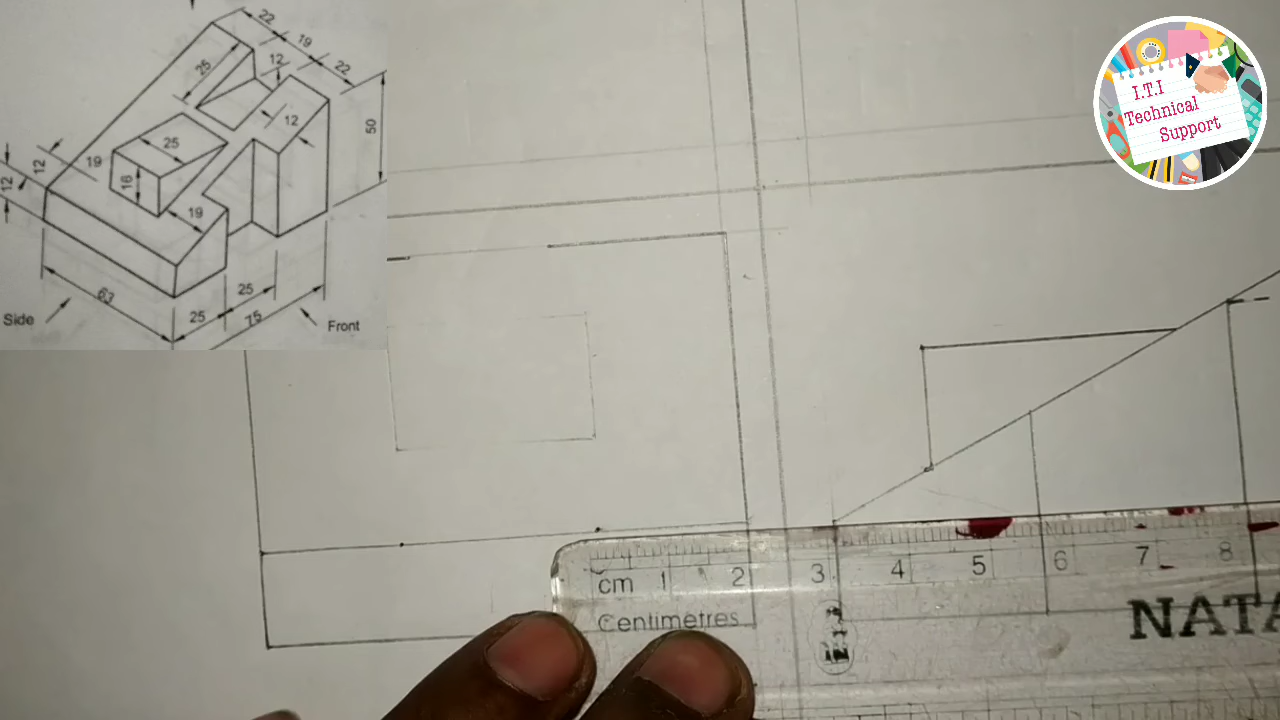 22
19
22
12
25
12
50
25
19
12
12
16
19
63
25
25
75
Side
Front
I.T.I
Technical
Support
cm 1 2 3 4 5 6 7 8
Centimetres
NATA